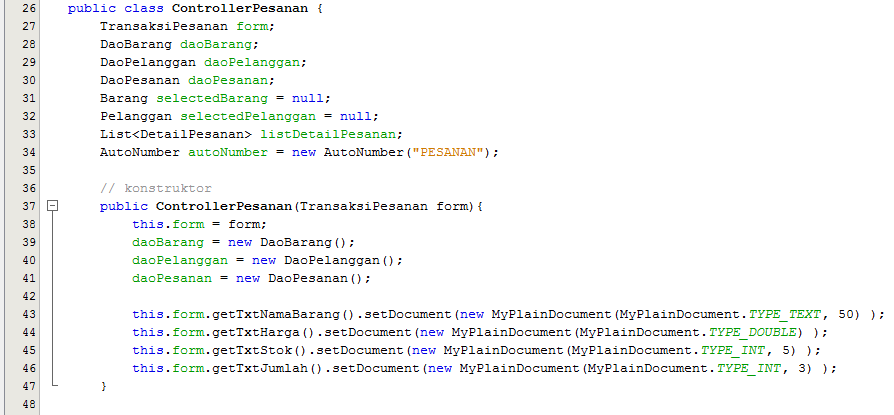 26 public class ControllerPesanan {
27 TransaksiPesanan form;
28 DaoBarang daoBarang;
29 DaoPelanggan daoPelanggan;
30 DaoPesanan daoPesanan;
31 Barang selectedBarang = null;
32 Pelanggan selectedPelanggan = null;
33 List<DetailPesanan> listDetailPesanan;
34 AutoNumber autoNumber = new AutoNumber("PESANAN");
35
36 // konstruktor
37 public ControllerPesanan(TransaksiPesanan form){
38 this.form = form;
39 daoBarang = new DaoBarang();
40 daoPelanggan = new DaoPelanggan();
41 daoPesanan = new DaoPesanan();
42
43 this.form.getTxtNamaBarang().setDocument(new MyPlainDocument(MyPlainDocument.TYPE_TEXT, 50) );
44 this.form.getTxtHarga().setDocument(new MyPlainDocument(MyPlainDocument.TYPE_DOUBLE) );
45 this.form.getTxtStok().setDocument(new MyPlainDocument(MyPlainDocument.TYPE_INT, 5) );
46 this.form.getTxtJumlah().setDocument(new MyPlainDocument(MyPlainDocument.TYPE_INT, 3) );
47 }
48